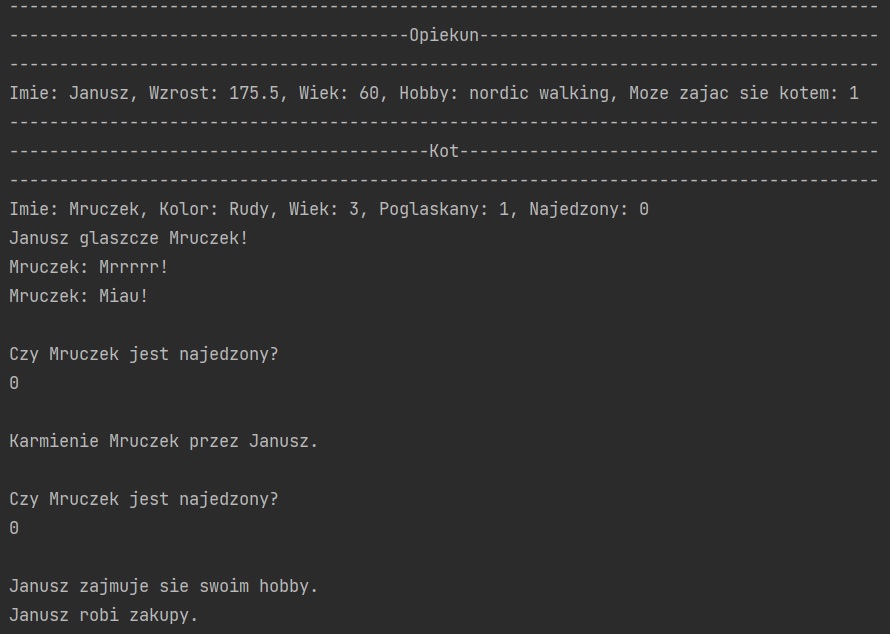 ---------------------------------------------------------------------------------------
----------------------------------------Opiekun----------------------------------------
---------------------------------------------------------------------------------------
Imie: Janusz, Wzrost: 175.5, Wiek: 60, Hobby: nordic walking, Moze zajac sie kotem: 1
---------------------------------------------------------------------------------------
------------------------------------------Kot------------------------------------------
---------------------------------------------------------------------------------------
Imie: Mruczek, Kolor: Rudy, Wiek: 3, Poglaskany: 1, Najedzony: 0
Janusz glaszcze Mruczek!
Mruczek: Mrrrrr!
Mruczek: Miau!
Czy Mruczek jest najedzony?
0
Karmienie Mruczek przez Janusz.
Czy Mruczek jest najedzony?
0
Janusz zajmuje sie swoim hobby.
Janusz robi zakupy.